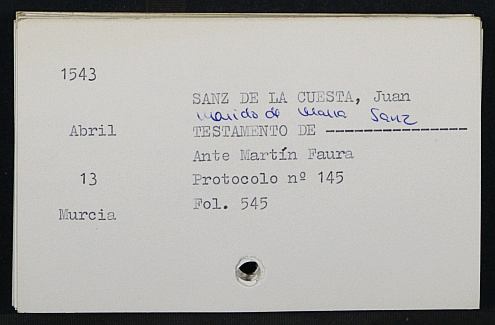 1543
SANZ DE LA CUESTA, Juan
marido de Maria Sanz
Abril TESTAMENTO DE ----------------
Ante Martín Faura
13 Protocolo nº 145
Murcia Fol. 545